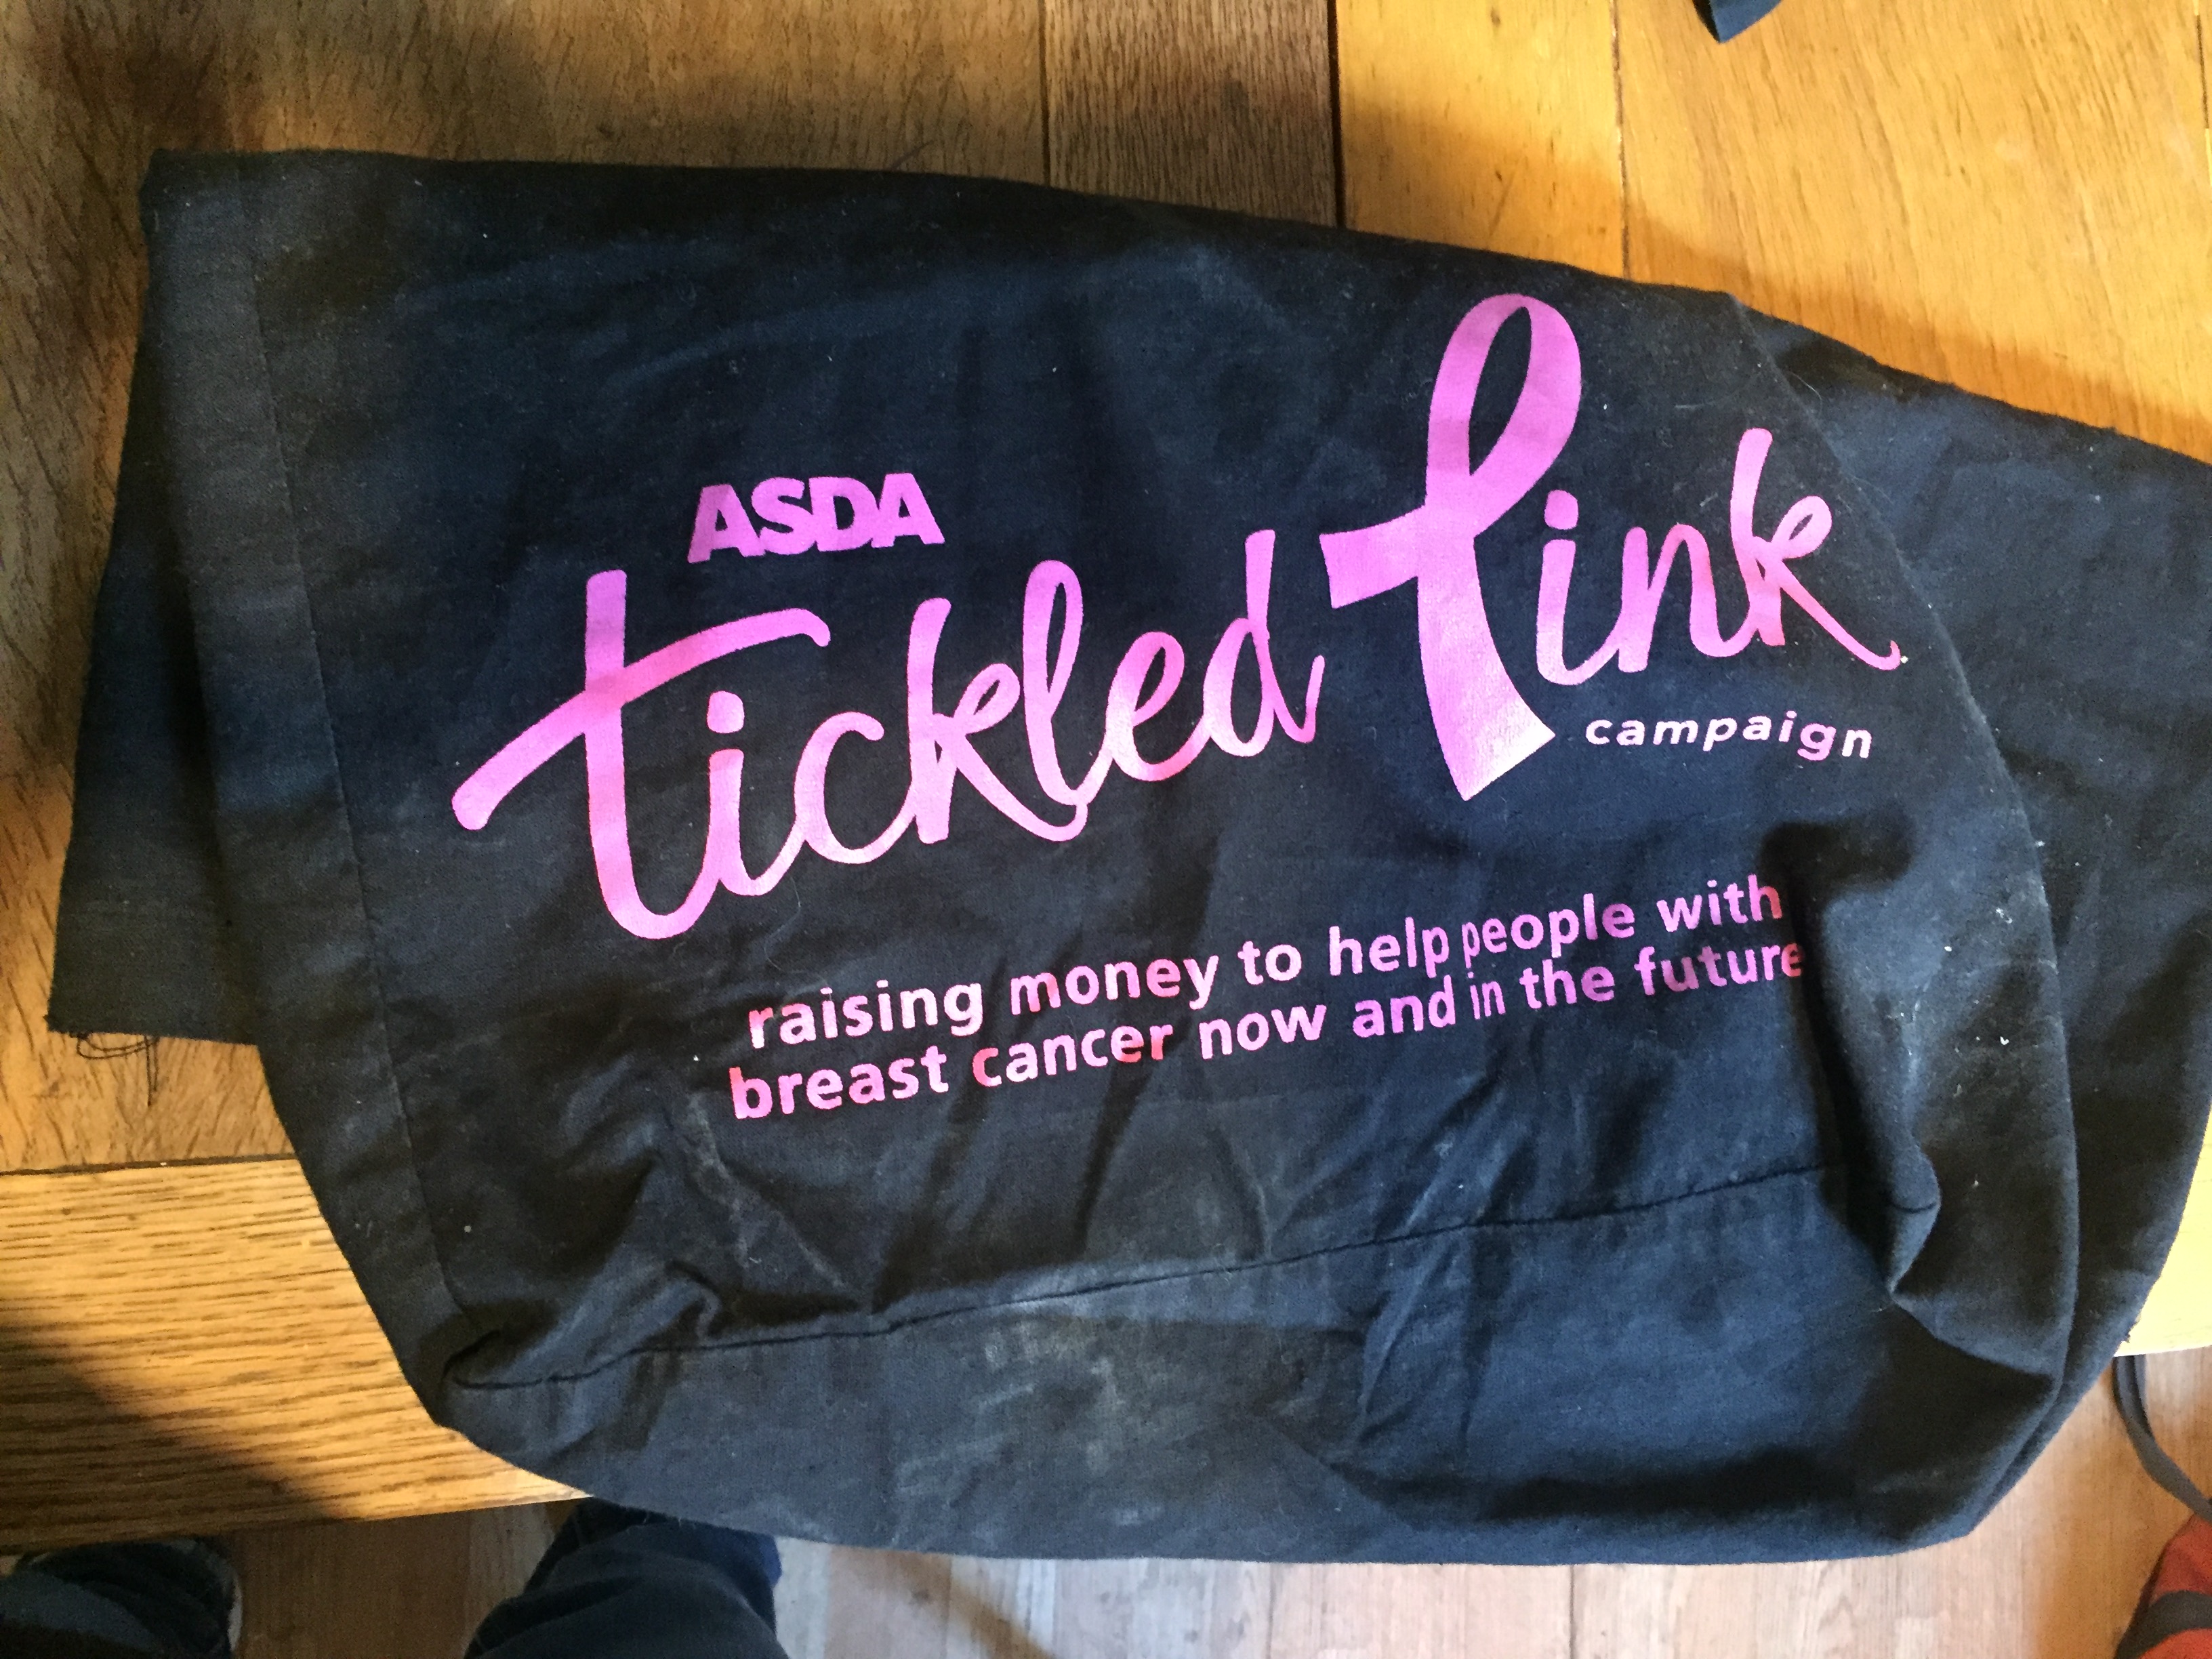 ASDA
tickled Pink
campaign
raising money to help people with
breast cancer now and in the future